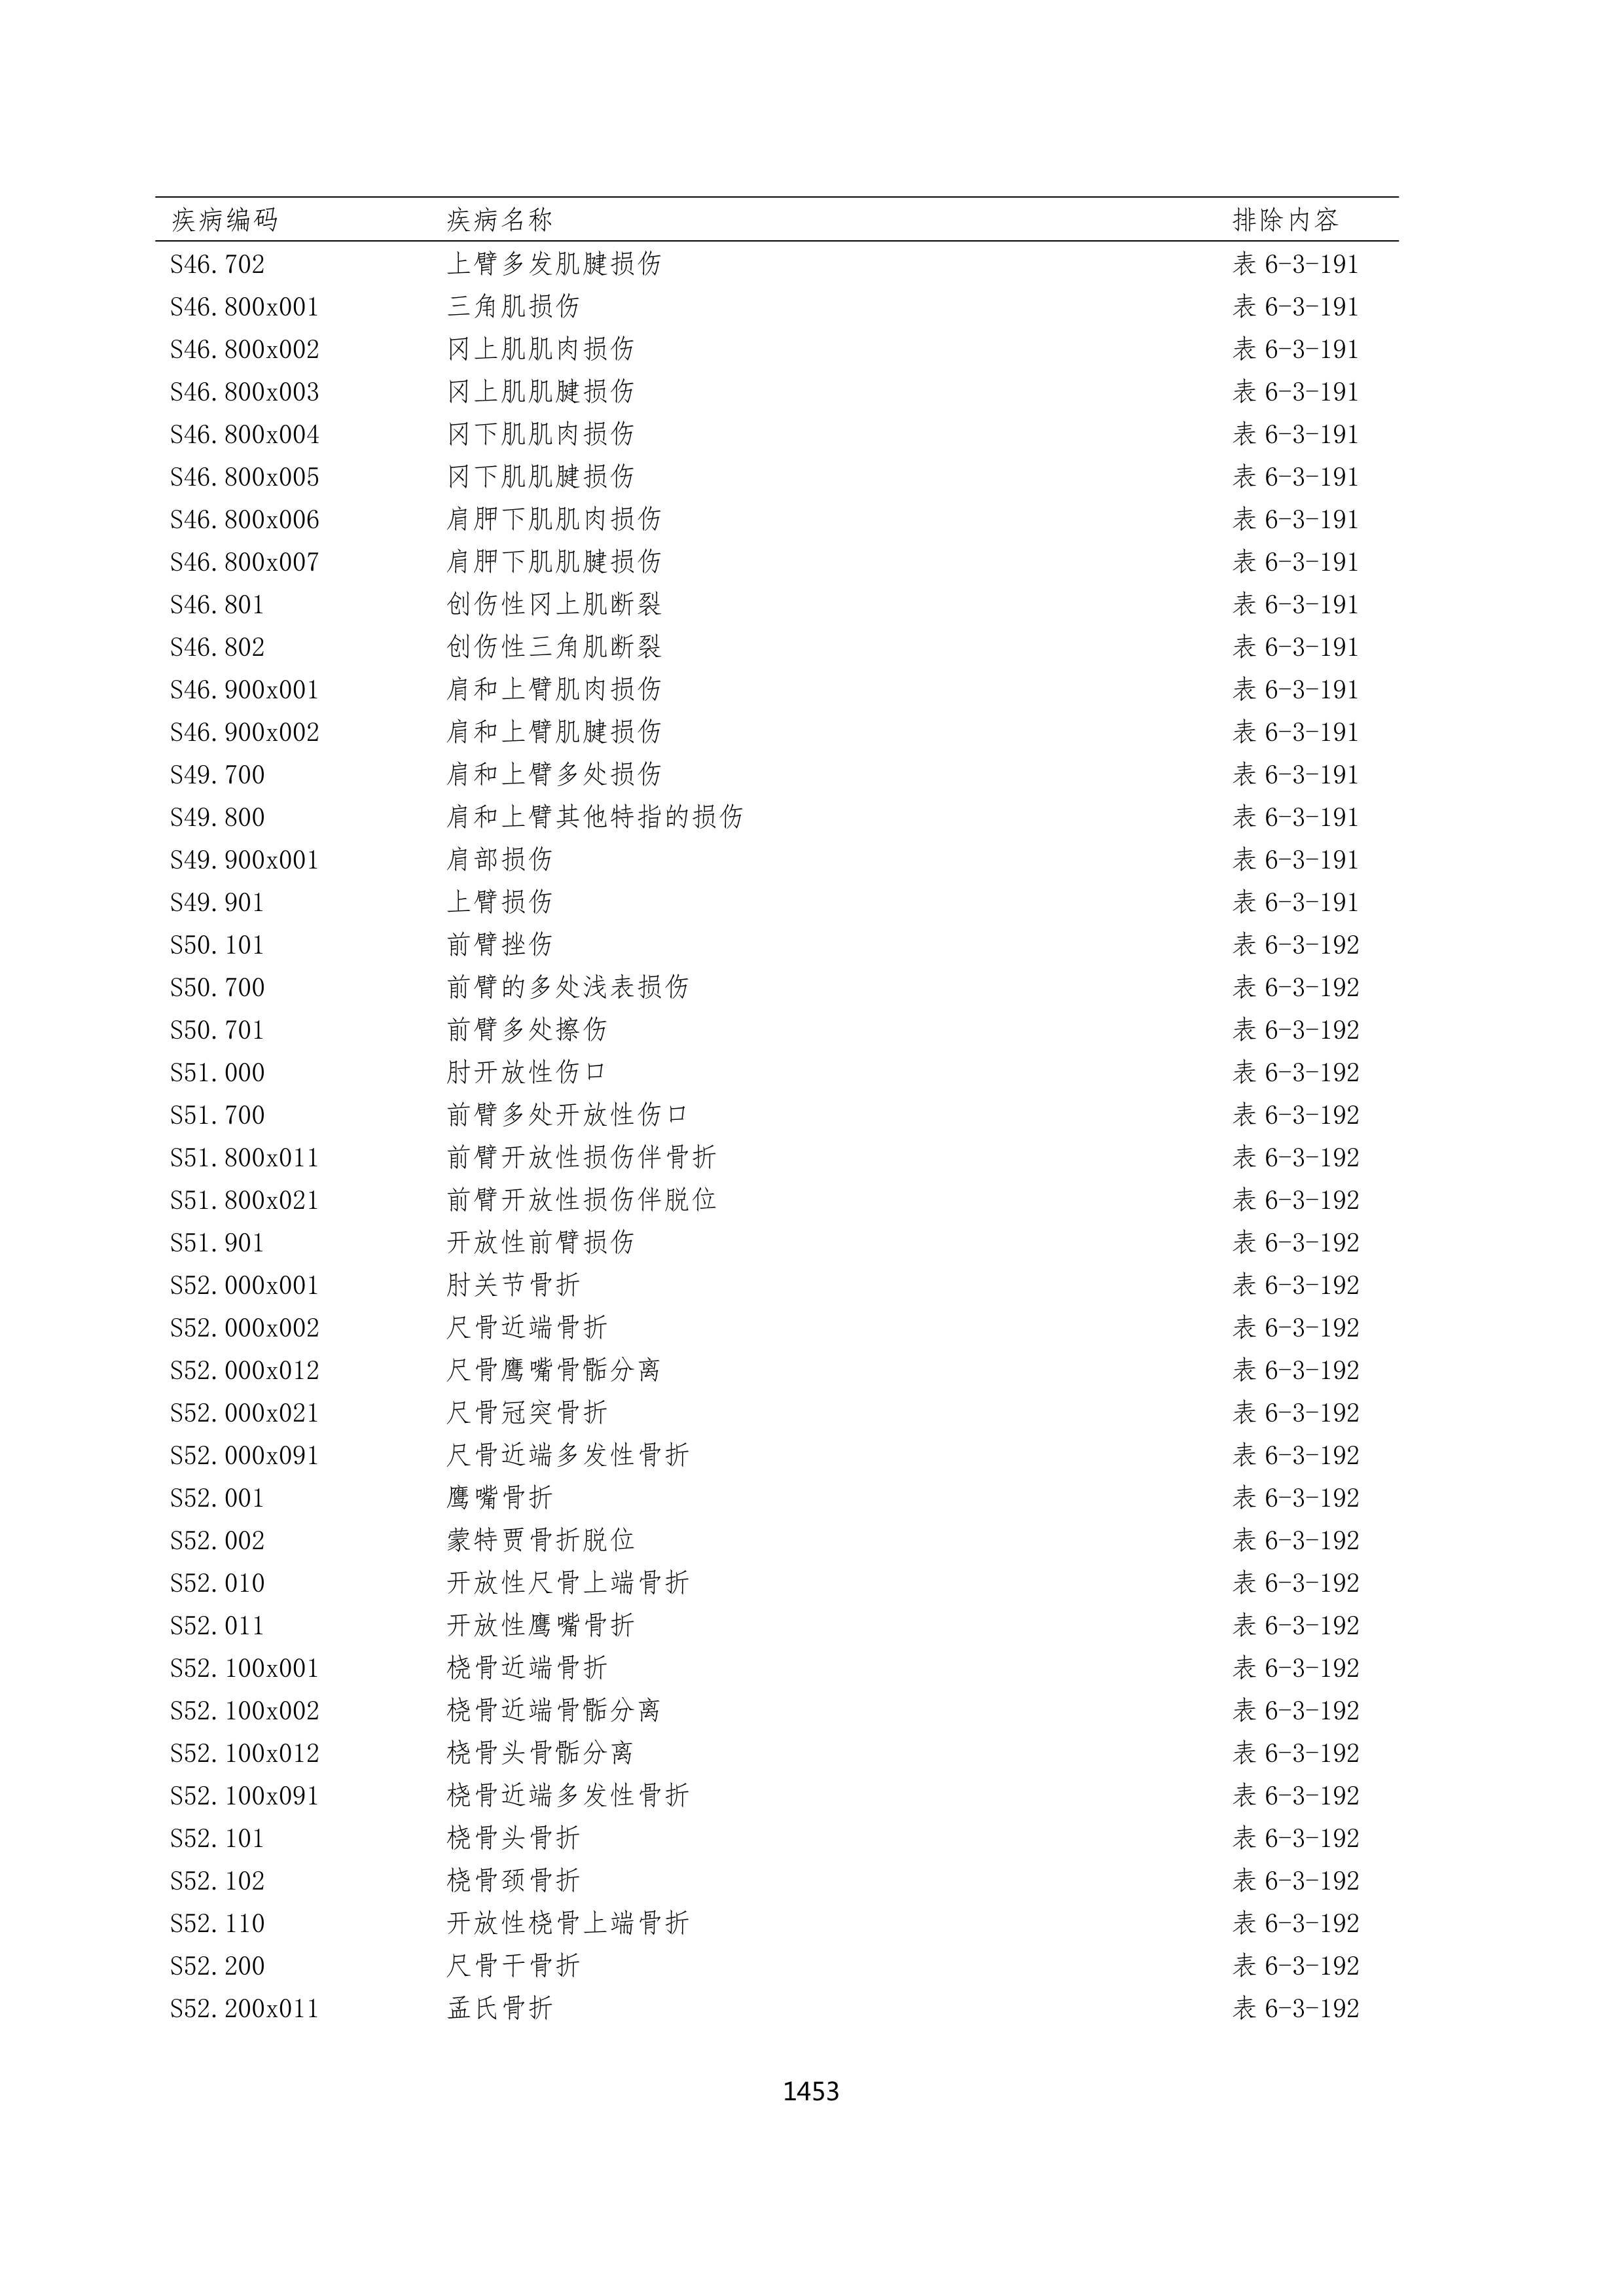 疾病编码 疾病名称 排除内容
S46.702 上臂多发肌腱损伤 表 6-3-191
S46.800x001 三角肌损伤 表 6-3-191
S46.800x002 冈上肌肌肉损伤 表 6-3-191
S46.800x003 冈上肌肌腱损伤 表 6-3-191
S46.800x004 冈下肌肌肉损伤 表 6-3-191
S46.800x005 冈下肌肌腱损伤 表 6-3-191
S46.800x006 肩胛下肌肌肉损伤 表 6-3-191
S46.800x007 肩胛下肌肌腱损伤 表 6-3-191
S46.801 创伤性冈上肌断裂 表 6-3-191
S46.802 创伤性三角肌断裂 表 6-3-191
S46.900x001 肩和上臂肌肉损伤 表 6-3-191
S46.900x002 肩和上臂肌腱损伤 表 6-3-191
S49.700 肩和上臂多处损伤 表 6-3-191
S49.800 肩和上臂其他特指的损伤 表 6-3-191
S49.900x001 肩部损伤 表 6-3-191
S49.901 上臂损伤 表 6-3-191
S50.101 前臂挫伤 表 6-3-192
S50.700 前臂的多处浅表损伤 表 6-3-192
S50.701 前臂多处擦伤 表 6-3-192
S51.000 肘开放性伤口 表 6-3-192
S51.700 前臂多处开放性伤口 表 6-3-192
S51.800x011 前臂开放性损伤伴骨折 表 6-3-192
S51.800x021 前臂开放性损伤伴脱位 表 6-3-192
S51.901 开放性前臂损伤 表 6-3-192
S52.000x001 肘关节骨折 表 6-3-192
S52.000x002 尺骨近端骨折 表 6-3-192
S52.000x012 尺骨鹰嘴骨骺分离 表 6-3-192
S52.000x021 尺骨冠突骨折 表 6-3-192
S52.000x091 尺骨近端多发性骨折 表 6-3-192
S52.001 鹰嘴骨折 表 6-3-192
S52.002 蒙特贾骨折脱位 表 6-3-192
S52.010 开放性尺骨上端骨折 表 6-3-192
S52.011 开放性鹰嘴骨折 表 6-3-192
S52.100x001 桡骨近端骨折 表 6-3-192
S52.100x002 桡骨近端骨骺分离 表 6-3-192
S52.100x012 桡骨头骨骺分离 表 6-3-192
S52.100x091 桡骨近端多发性骨折 表 6-3-192
S52.101 桡骨头骨折 表 6-3-192
S52.102 桡骨颈骨折 表 6-3-192
S52.110 开放性桡骨上端骨折 表 6-3-192
S52.200 尺骨干骨折 表 6-3-192
S52.200x011 孟氏骨折 表 6-3-192
1453